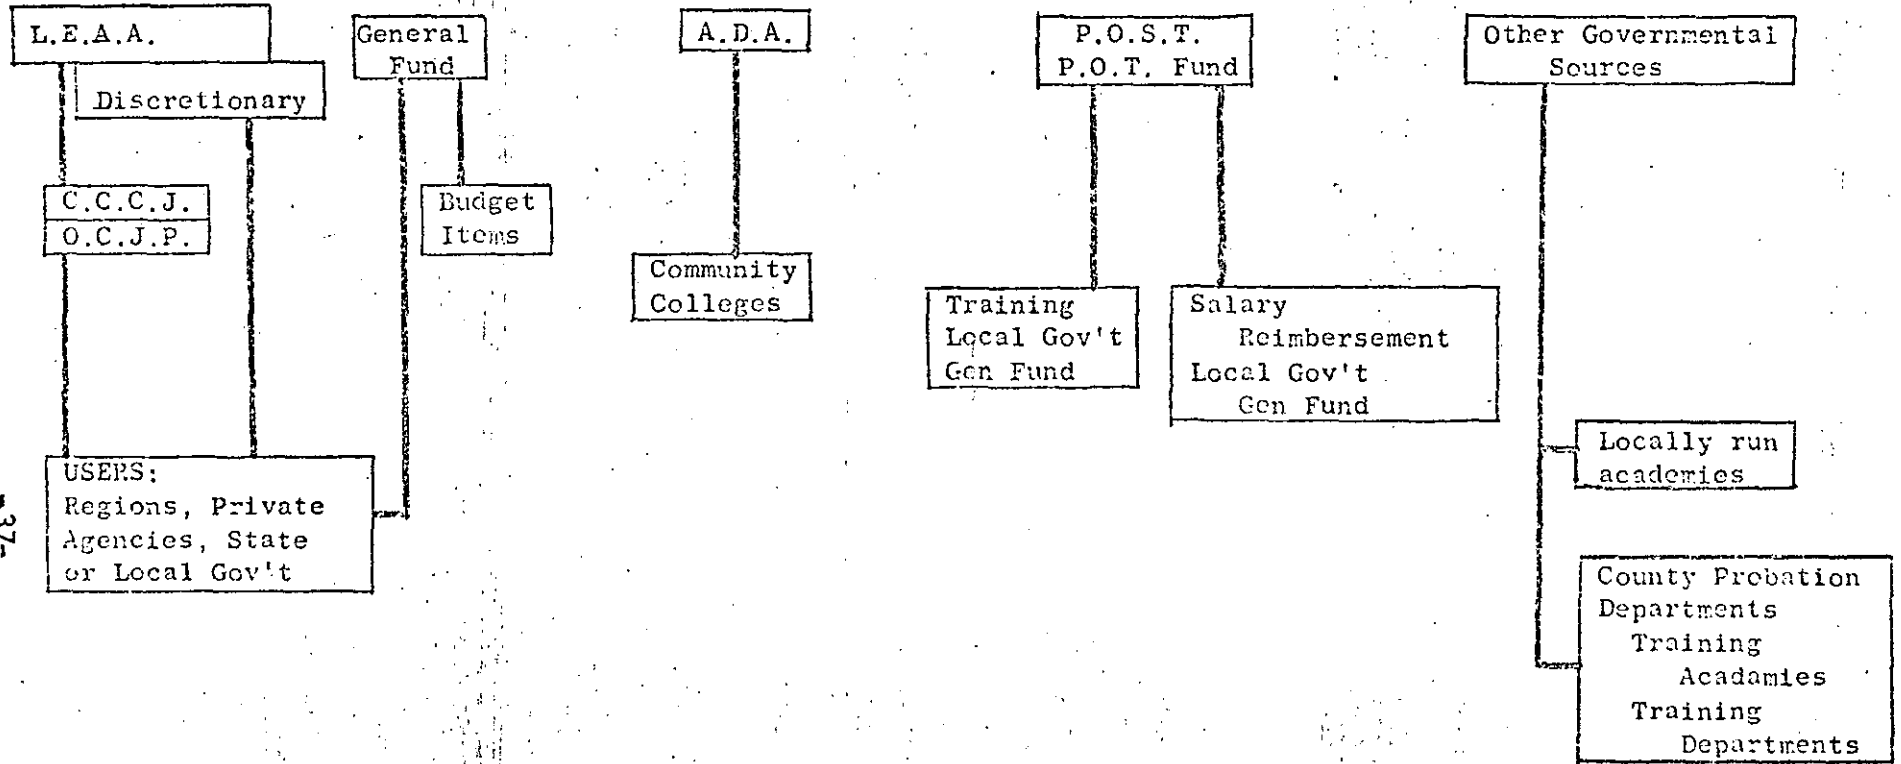 L.E.A.A.
Discretionary
General
Fund
A.D.A.
P.O.S.T.
P.O.T. Fund
Other Governmental
Sources
C.C.C.J.
O.C.J.P.
Budget
Items
Community
Colleges
Training
Local Gov't
Gen Fund
Salary
Reimbersement
Local Gov't
Gen Fund
Locally run
academies
USERS:
Regions, Private
Agencies, State
or Local Gov't
County Probation
Departments
Training
Acadamies
Training
Departments
-37-